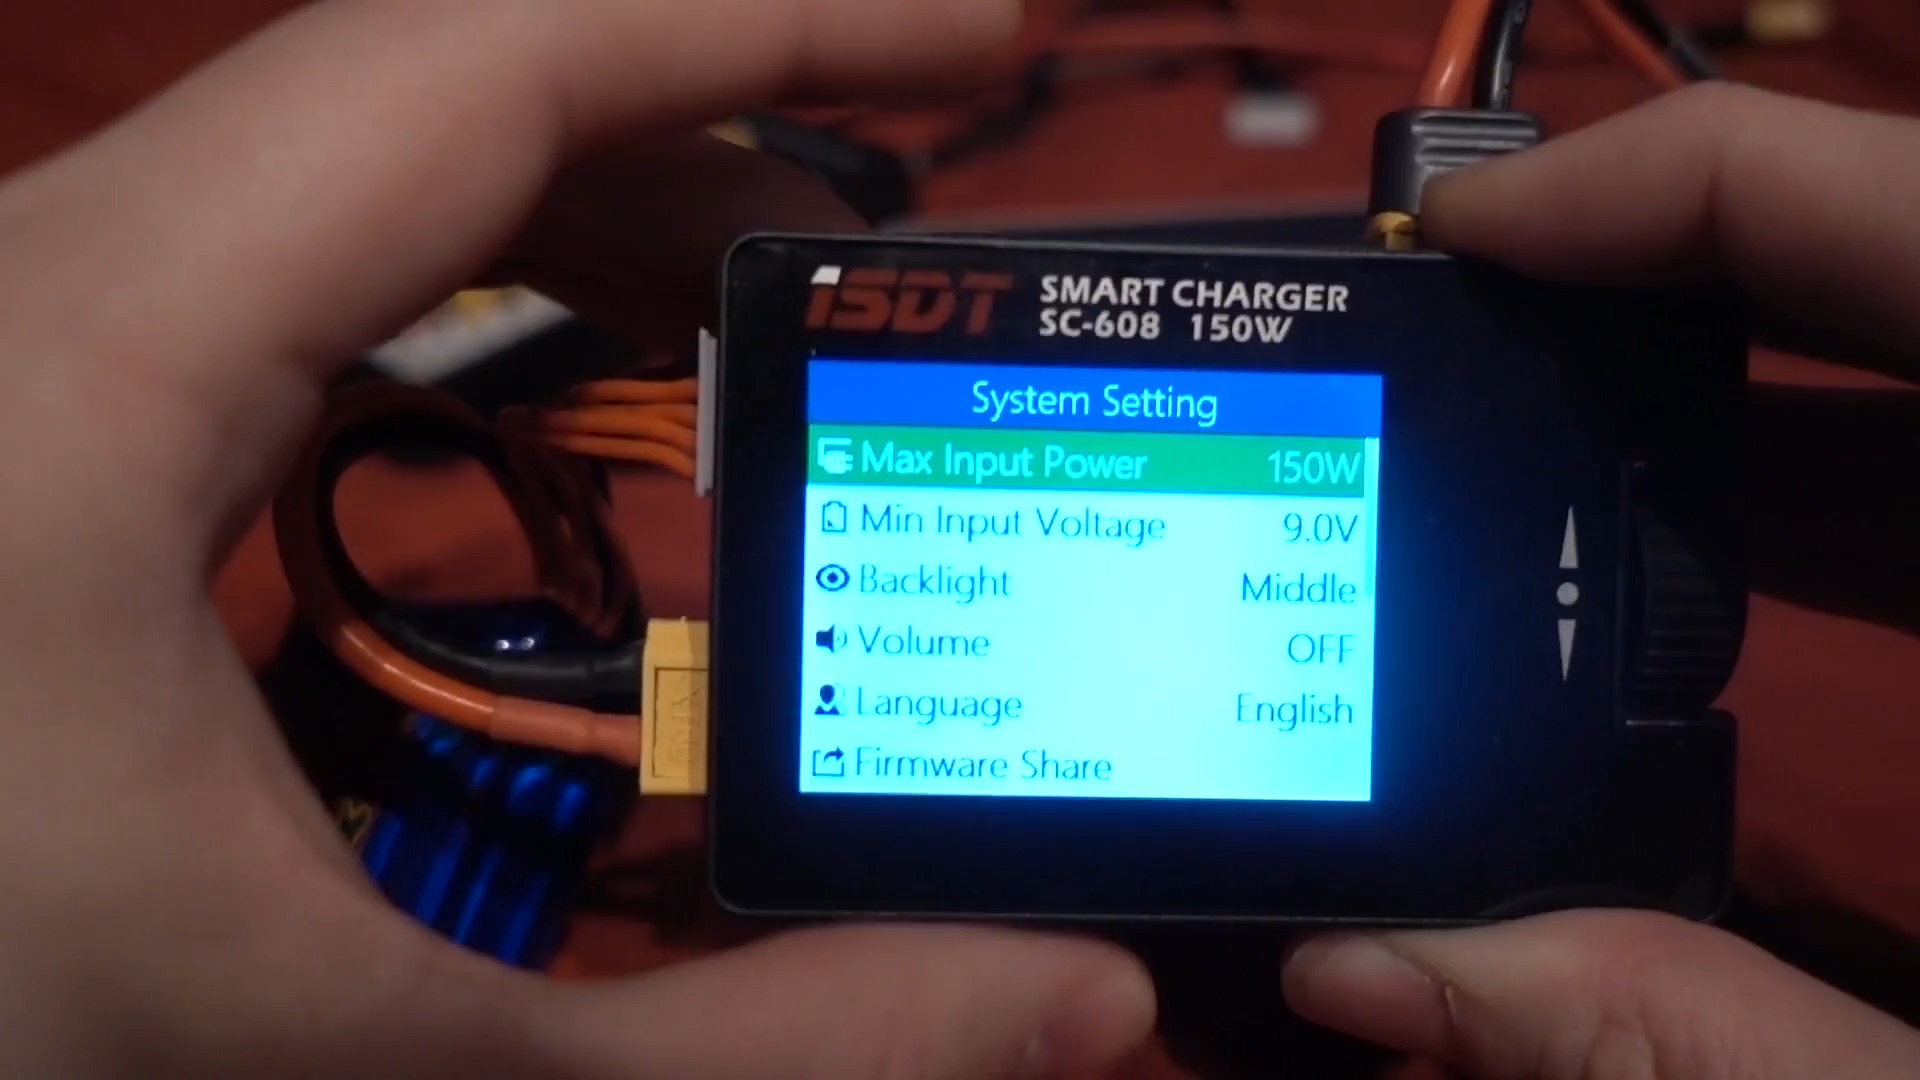 iSDT SMART CHARGER
SC-608 150W
System Setting
Max Input Power 150W
Min Input Voltage 9.0V
Backlight Middle
Volume OFF
Language English
Firmware Share